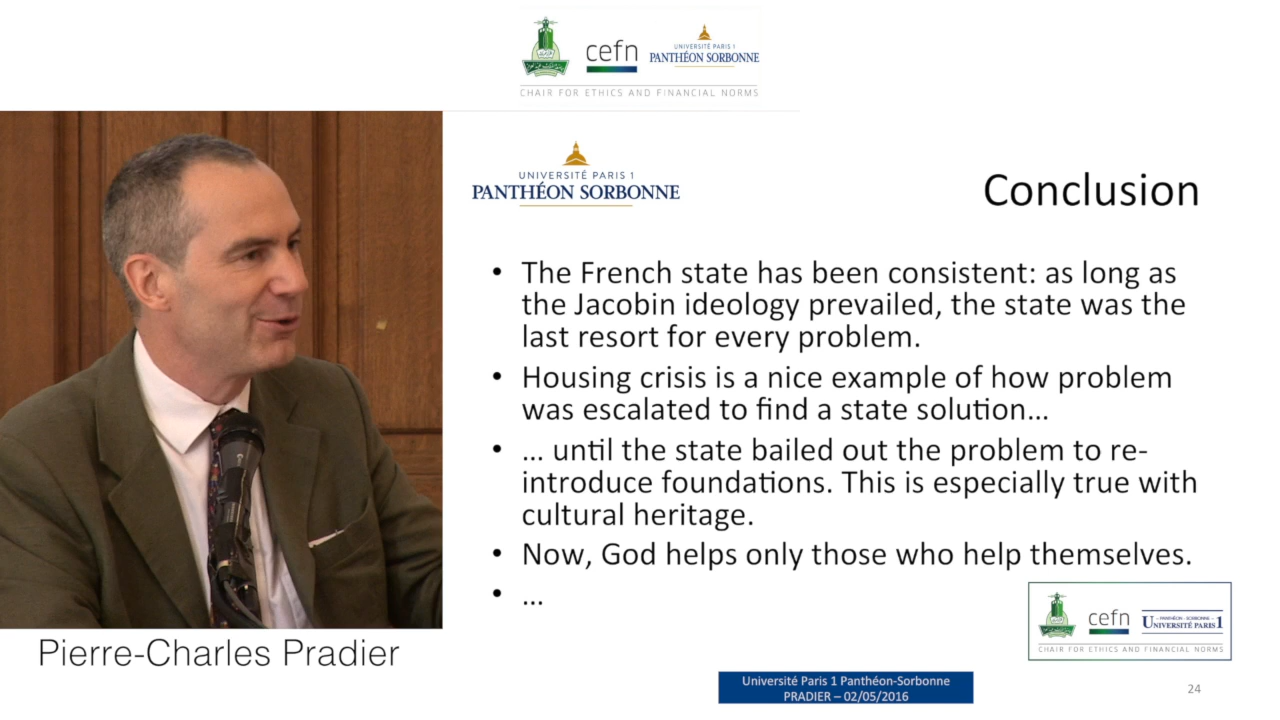 cefn
UNIVERSITÉ PARIS 1
PANTHÉON SORBONNE
CHAIR FOR ETHICS AND FINANCIAL NORMS
UNIVERSITÉ PARIS 1
PANTHÉON SORBONNE
Conclusion
• The French state has been consistent: as long as
the Jacobin ideology prevailed, the state was the
last resort for every problem.
• Housing crisis is a nice example of how problem
was escalated to find a state solution…
• … until the state bailed out the problem to re-
introduce foundations. This is especially true with
cultural heritage.
• Now, God helps only those who help themselves.
• …
cefn
PANTHÉON - SORBONNE
UNIVERSITÉ PARIS 1
CHAIR FOR ETHICS AND FINANCIAL NORMS
Pierre-Charles Pradier
Université Paris 1 Panthéon-Sorbonne
PRADIER – 02/05/2016
24